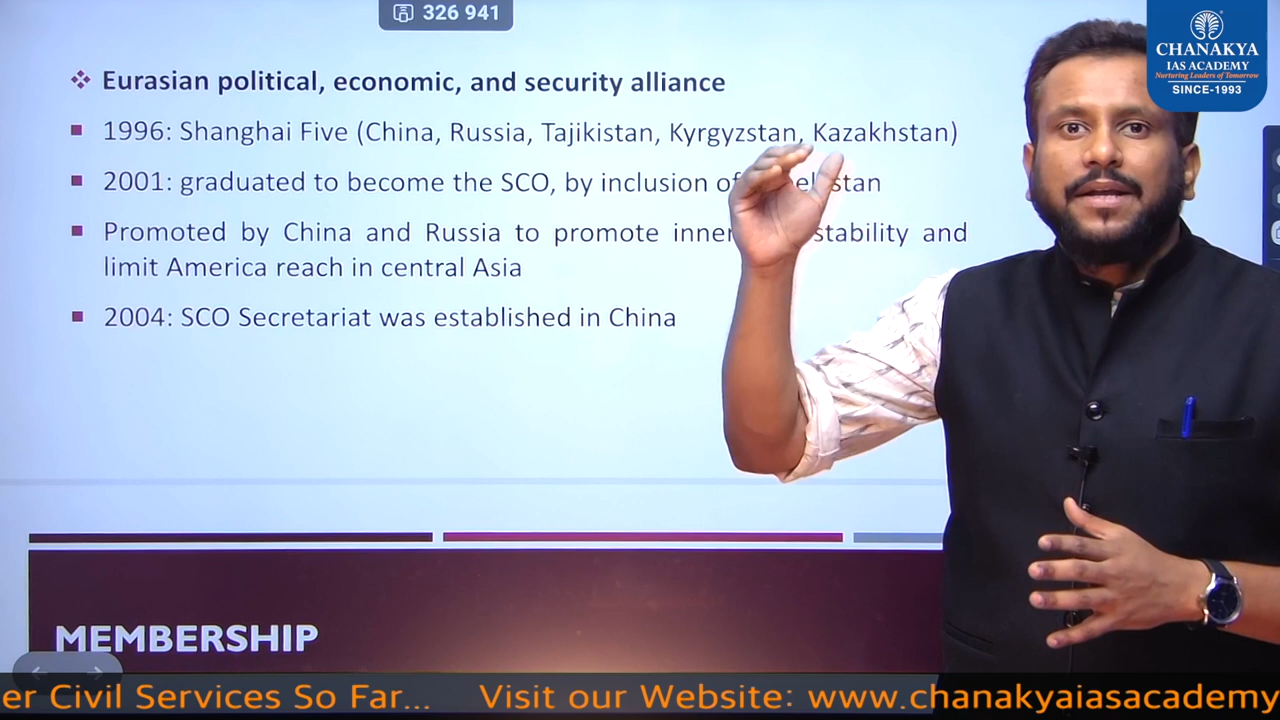 326 941
CHANAKYA
IAS ACADEMY
Nurturing Leaders of Tomorrow
SINCE-1993
❖ Eurasian political, economic, and security alliance
▪ 1996: Shanghai Five (China, Russia, Tajikistan, Kyrgyzstan, Kazakhstan)
▪ 2001: graduated to become the SCO, by inclusion of
▪ Promoted by China and Russia to promote inner stability and
limit America reach in central Asia
▪ 2004: SCO Secretariat was established in China
MEMBERSHIP
er Civil Services So Far... Visit our Website: www.chanakyaiasacademy